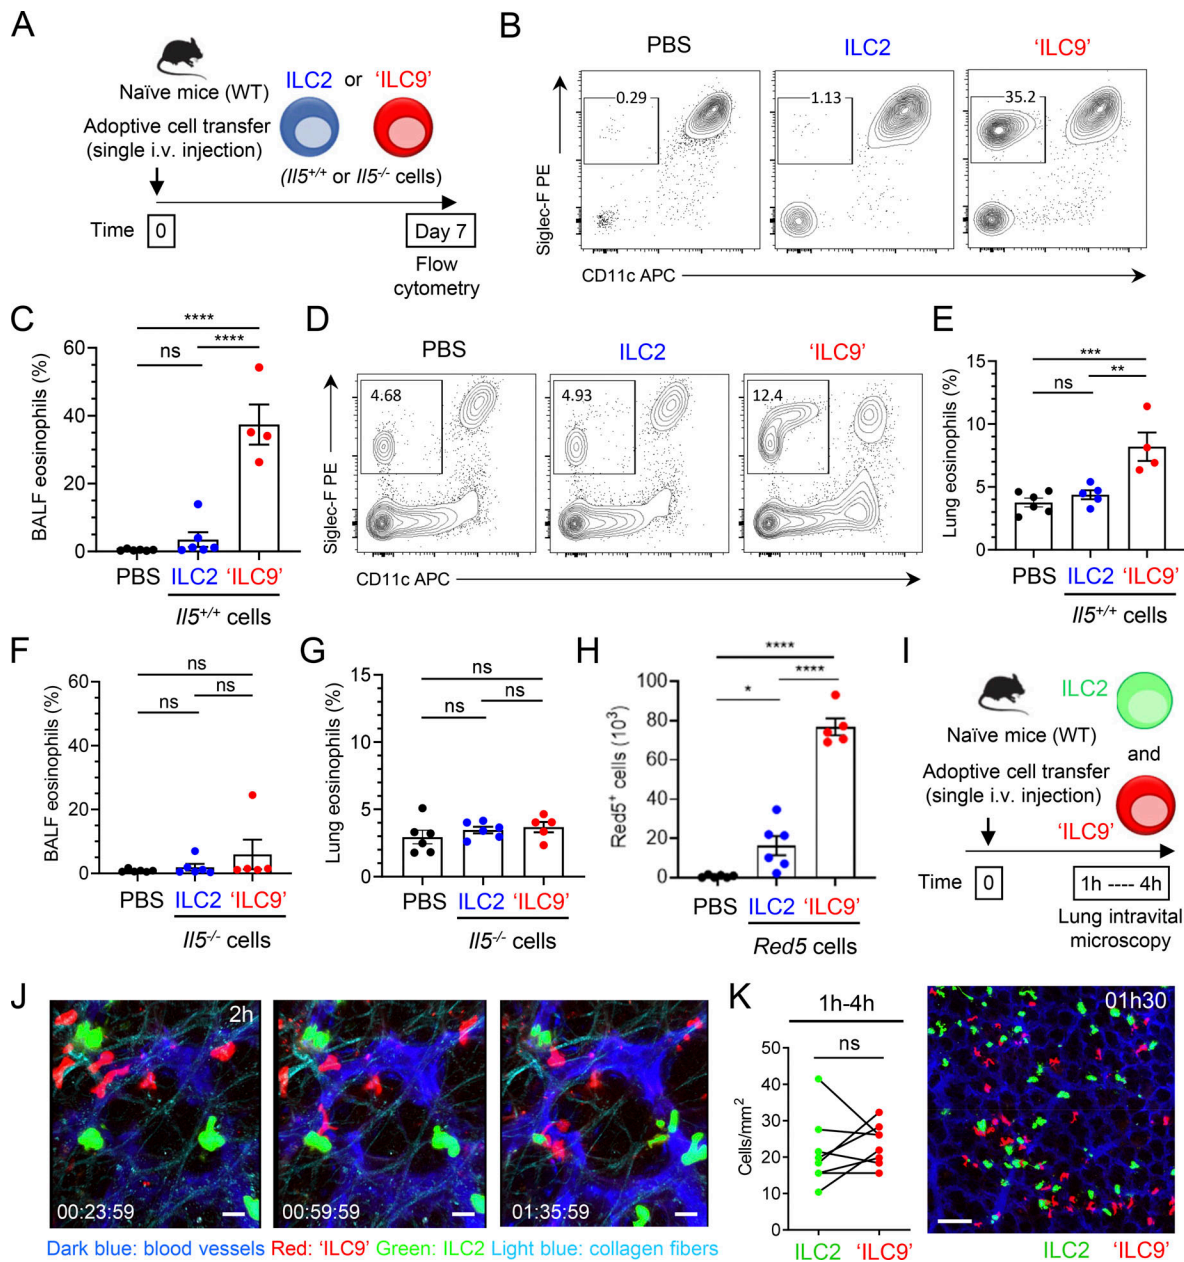 A
Naïve mice (WT)
Adoptive cell transfer
(single i.v. injection)
ILC2 or ‘ILC9’
(Il5+/+ or Il5-/- cells)
Time 0
Day 7
Flow
cytometry
B
PBS ILC2 ‘ILC9’
0.29 1.13 35.2
Siglec-F PE
CD11c APC
C
****
ns ****
BALF eosinophils (%)
60
40
20
0
PBS ILC2 ‘ILC9’
Il5+/+ cells
D
PBS ILC2 ‘ILC9’
4.68 4.93 12.4
Siglec-F PE
CD11c APC
E
***
ns **
Lung eosinophils (%)
15
10
5
0
PBS ILC2 ‘ILC9’
Il5+/+ cells
F
ns
ns ns
BALF eosinophils (%)
60
40
20
0
PBS ILC2 ‘ILC9’
Il5-/- cells
G
ns
ns ns
Lung eosinophils (%)
15
10
5
0
PBS ILC2 ‘ILC9’
Il5-/- cells
H
****
* ****
Red5+ cells (103)
100
80
60
40
20
0
PBS ILC2 ‘ILC9’
Red5 cells
I
ILC2
and
‘ILC9’
Naïve mice (WT)
Adoptive cell transfer
(single i.v. injection)
Time 0
1h ---- 4h
Lung intravital
microscopy
J
2h
00:23:59 00:59:59 01:35:59
Dark blue: blood vessels Red: ‘ILC9’ Green: ILC2 Light blue: collagen fibers
K
1h-4h
ns
Cells/mm2
50
40
30
20
10
0
ILC2 ‘ILC9’
01h30
ILC2 ‘ILC9’